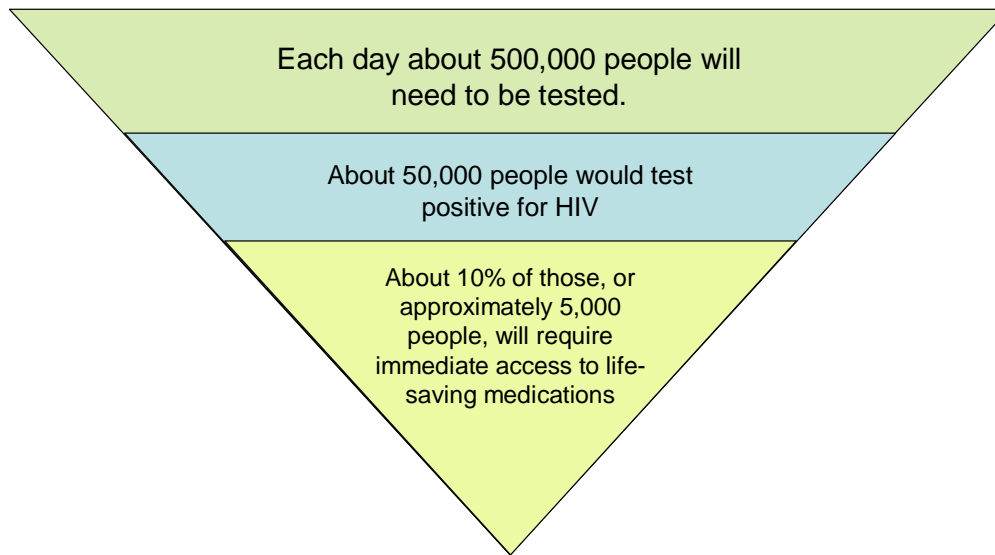 Each day about 500,000 people will
need to be tested.
About 50,000 people would test
positive for HIV
About 10% of those, or
approximately 5,000
people, will require
immediate access to life-
saving medications